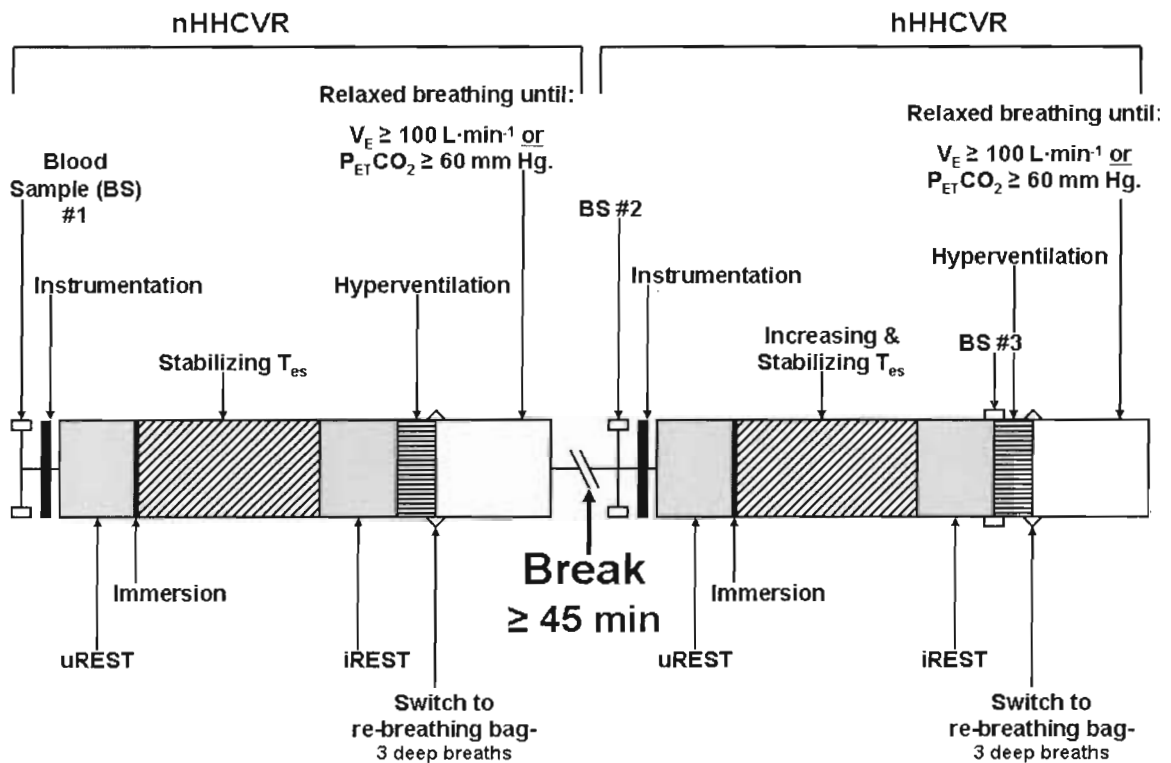 nHHCVR
hHHCVR
Relaxed breathing until:
V_E ≥ 100 L·min⁻¹ or
P_ETCO₂ ≥ 60 mm Hg.
Blood
Sample (BS)
#1
Instrumentation
Hyperventilation
Stabilizing T_es
uREST
Immersion
iREST
Switch to
re-breathing bag-
3 deep breaths
Break
≥ 45 min
Relaxed breathing until:
V_E ≥ 100 L·min⁻¹ or
P_ETCO₂ ≥ 60 mm Hg.
BS #2
Instrumentation
Hyperventilation
Increasing &
Stabilizing T_es
BS #3
uREST
Immersion
iREST
Switch to
re-breathing bag-
3 deep breaths